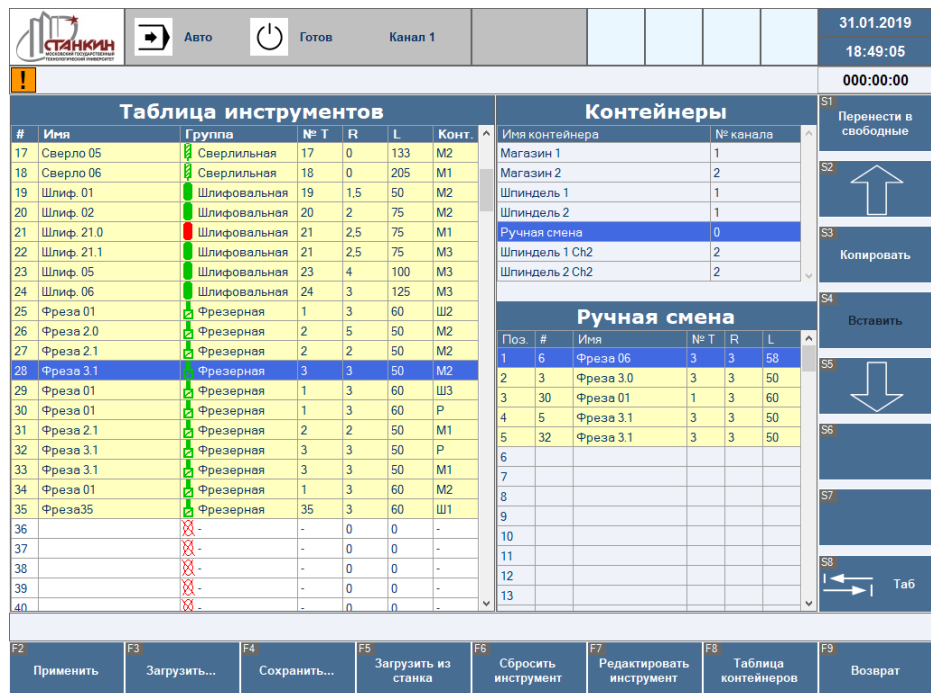 СТАНКИН
МОСКОВСКИЙ ГОСУДАРСТВЕННЫЙ
ТЕХНОЛОГИЧЕСКИЙ УНИВЕРСИТЕТ
Авто Готов Канал 1 31.01.2019
18:49:05
! 000:00:00
Таблица инструментов
# Имя Группа № T R L Конт.
17 Сверло 05 Сверлильная 17 0 133 М2
18 Сверло 06 Сверлильная 18 0 205 М1
19 Шлиф. 01 Шлифовальная 19 1,5 50 М2
20 Шлиф. 02 Шлифовальная 20 2 75 М2
21 Шлиф. 21.0 Шлифовальная 21 2,5 75 М1
22 Шлиф. 21.1 Шлифовальная 21 2,5 75 М3
23 Шлиф. 05 Шлифовальная 23 4 100 М3
24 Шлиф. 06 Шлифовальная 24 3 125 М3
25 Фреза 01 Фрезерная 1 3 60 Ш2
26 Фреза 2.0 Фрезерная 2 5 50 М2
27 Фреза 2.1 Фрезерная 2 2 50 М2
28 Фреза 3.1 Фрезерная 3 3 50 М2
29 Фреза 01 Фрезерная 1 3 60 Ш3
30 Фреза 01 Фрезерная 1 3 60 Р
31 Фреза 2.1 Фрезерная 2 2 50 М1
32 Фреза 3.1 Фрезерная 3 3 50 Р
33 Фреза 3.1 Фрезерная 3 3 50 М1
34 Фреза 01 Фрезерная 1 3 60 М2
35 Фреза35 Фрезерная 35 3 60 Ш1
36 - - 0 0 -
37 - - 0 0 -
38 - - 0 0 -
39 - - 0 0 -
40 - - 0 0 -
Контейнеры
Имя контейнера № канала
Магазин 1 1
Магазин 2 2
Шпиндель 1 1
Шпиндель 2 1
Ручная смена 0
Шпиндель 1 Ch2 2
Шпиндель 2 Ch2 2
Ручная смена
Поз. # Имя № T R L
1 6 Фреза 06 3 3 58
2 3 Фреза 3.0 3 3 50
3 30 Фреза 01 1 3 60
4 5 Фреза 3.1 3 3 50
5 32 Фреза 3.1 3 3 50
6
7
8
9
10
11
12
13
S1
Перенести в
свободные
S2
S3
Копировать
S4
Вставить
S5
S6
S7
S8
Таб
F2 Применить
F3 Загрузить...
F4 Сохранить...
F5 Загрузить из
станка
F6 Сбросить
инструмент
F7 Редактировать
инструмент
F8 Таблица
контейнеров
F9 Возврат